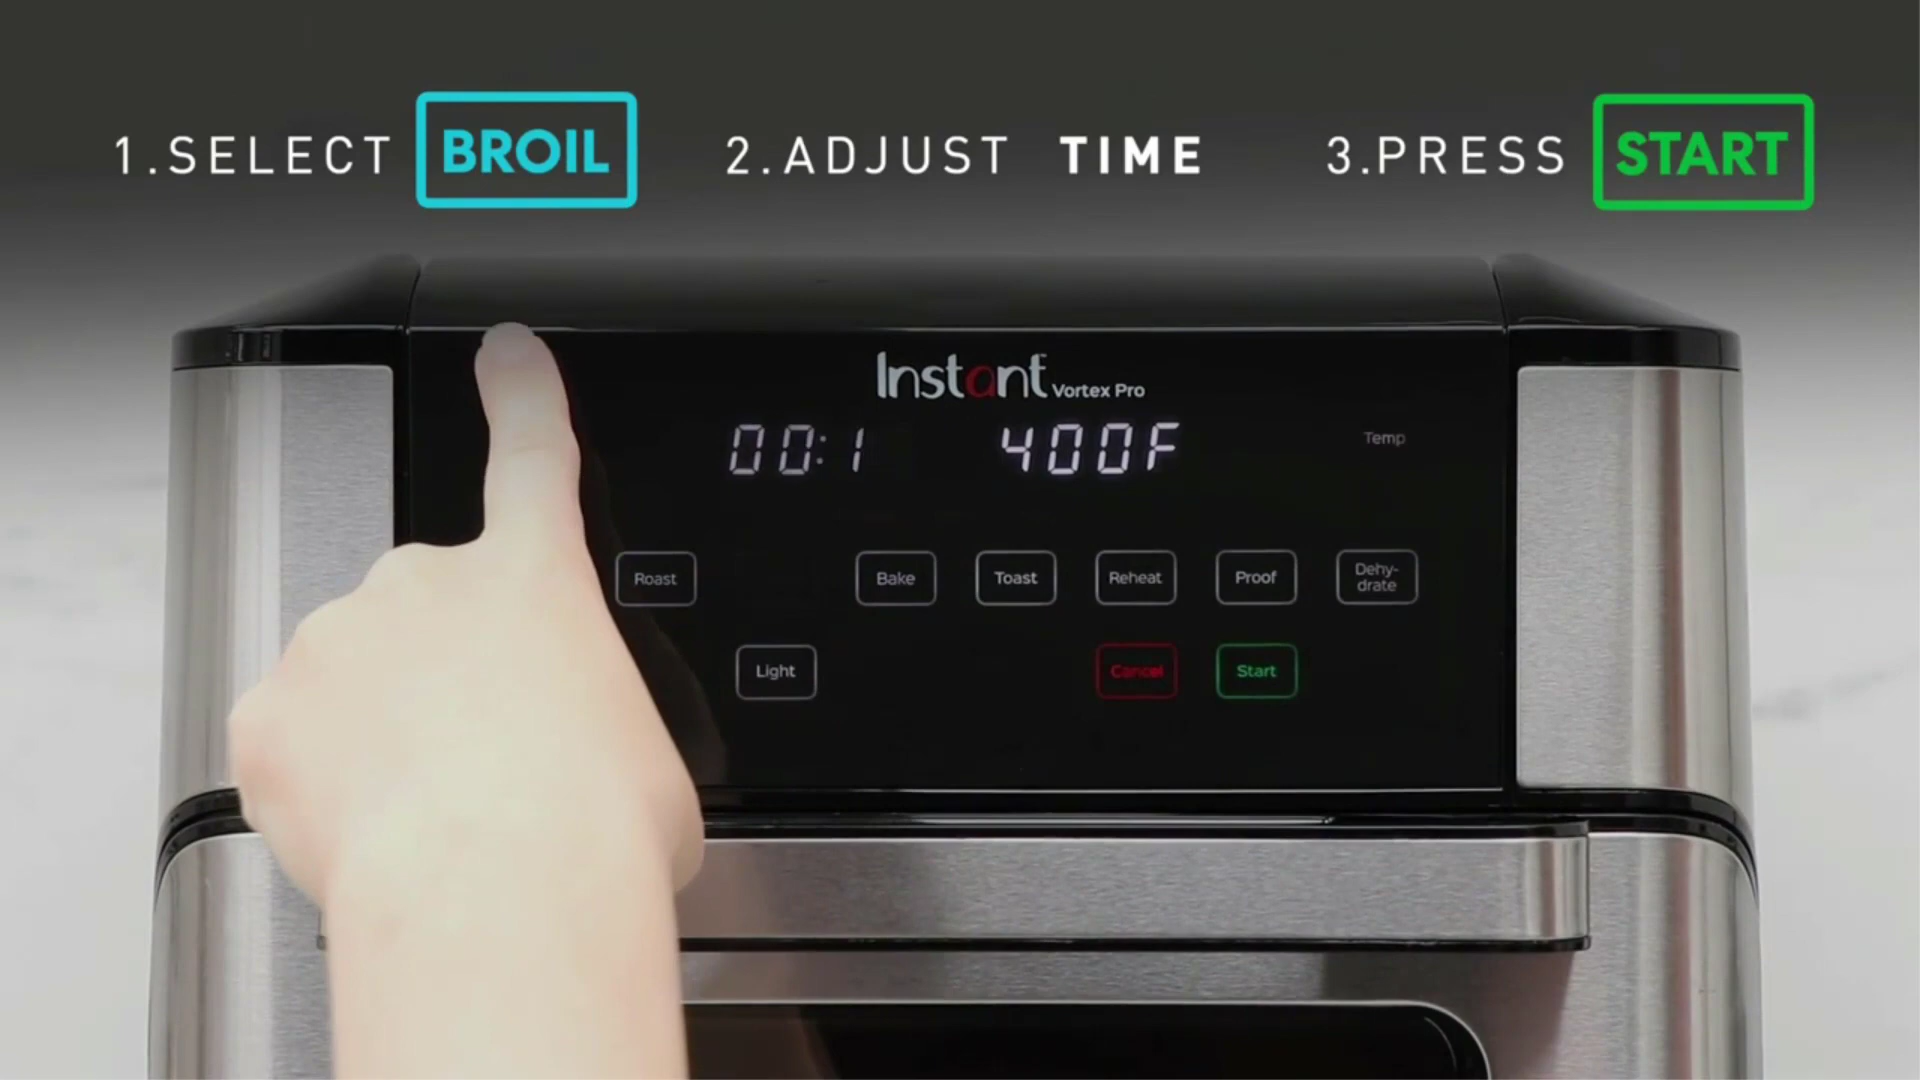 1.SELECT BROIL 2.ADJUST TIME 3.PRESS START
Instant Vortex Pro
00:1 400F Temp
Roast Bake Toast Reheat Proof Dehy-
drate
Light Cancel Start